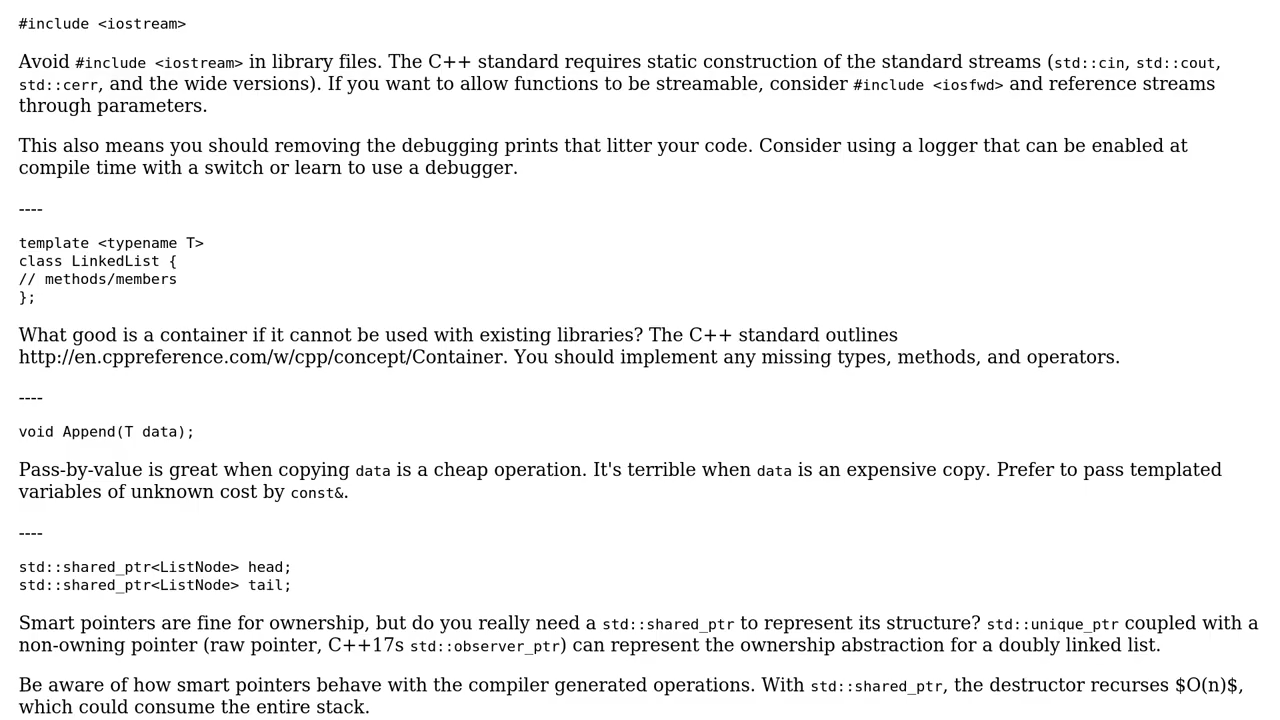 #include <iostream>
Avoid #include <iostream> in library files. The C++ standard requires static construction of the standard streams (std::cin, std::cout,
std::cerr, and the wide versions). If you want to allow functions to be streamable, consider #include <iosfwd> and reference streams
through parameters.
This also means you should removing the debugging prints that litter your code. Consider using a logger that can be enabled at
compile time with a switch or learn to use a debugger.
----
template <typename T>
class LinkedList {
// methods/members
};
What good is a container if it cannot be used with existing libraries? The C++ standard outlines
http://en.cppreference.com/w/cpp/concept/Container. You should implement any missing types, methods, and operators.
----
void Append(T data);
Pass-by-value is great when copying data is a cheap operation. It's terrible when data is an expensive copy. Prefer to pass templated
variables of unknown cost by const&.
----
std::shared_ptr<ListNode> head;
std::shared_ptr<ListNode> tail;
Smart pointers are fine for ownership, but do you really need a std::shared_ptr to represent its structure? std::unique_ptr coupled with a
non-owning pointer (raw pointer, C++17s std::observer_ptr) can represent the ownership abstraction for a doubly linked list.
Be aware of how smart pointers behave with the compiler generated operations. With std::shared_ptr, the destructor recurses $O(n)$,
which could consume the entire stack.